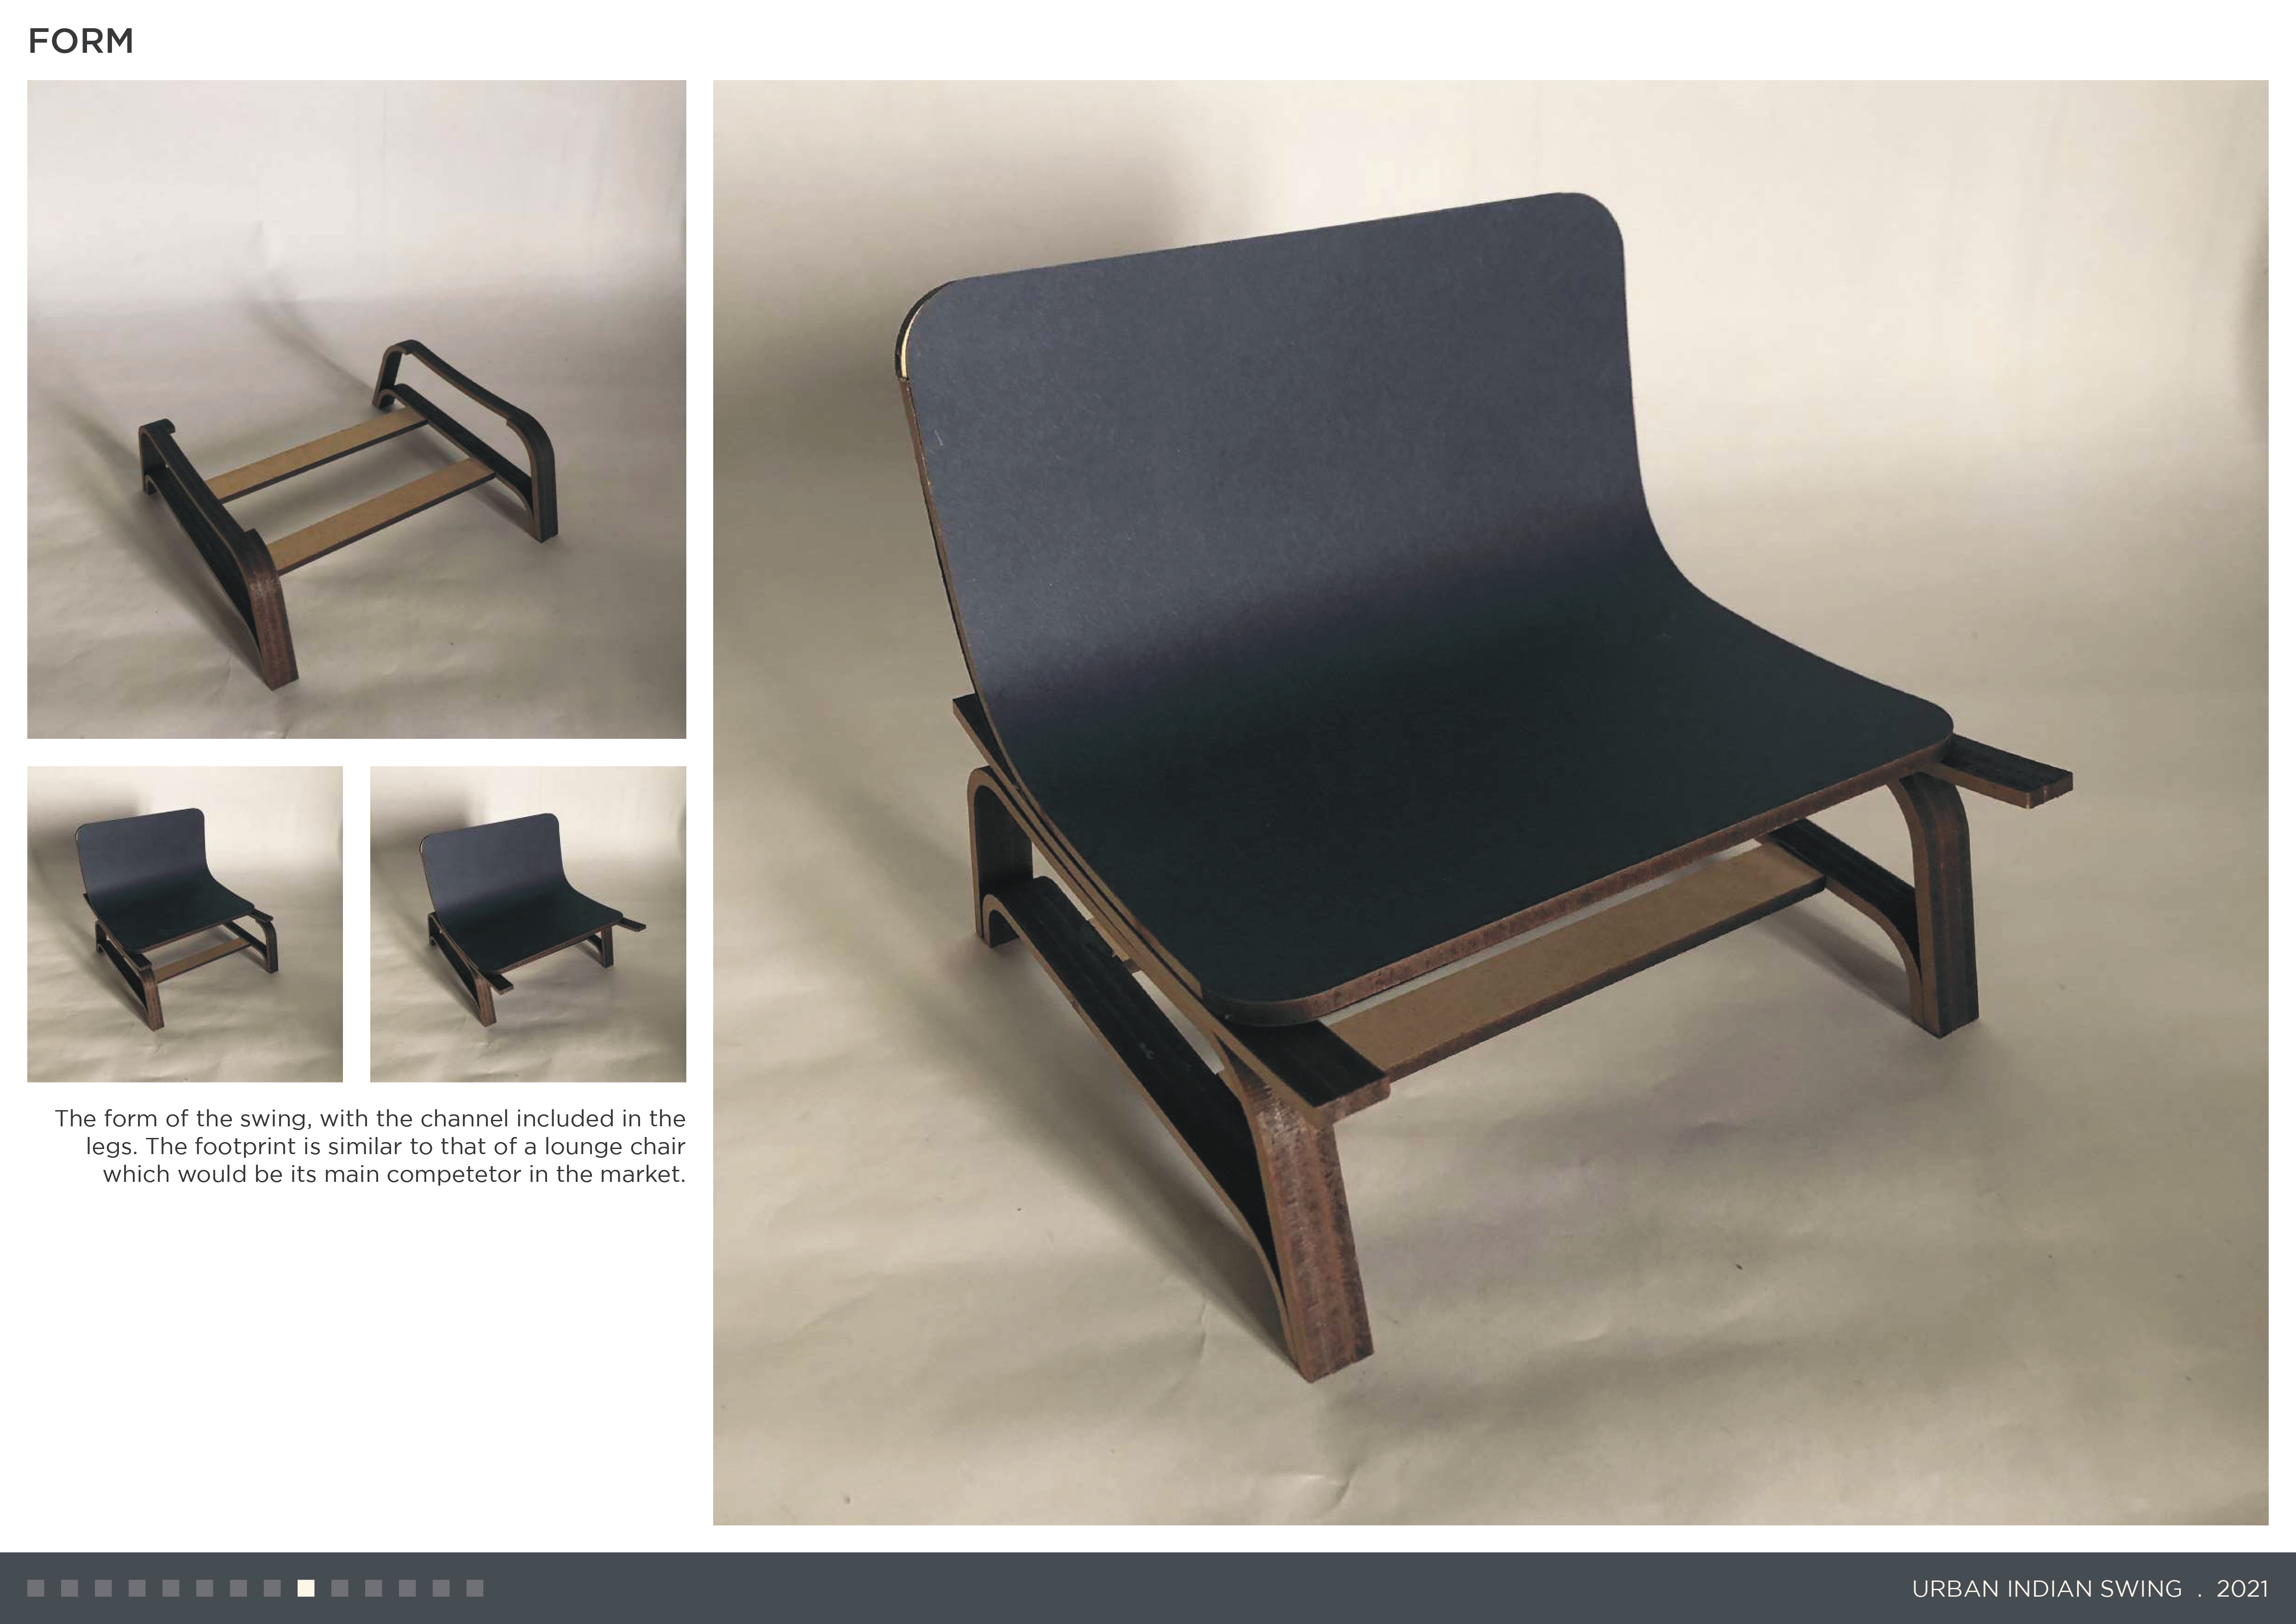 FORM
The form of the swing, with the channel included in the
legs. The footprint is similar to that of a lounge chair
which would be its main competetor in the market.
URBAN INDIAN SWING . 2021